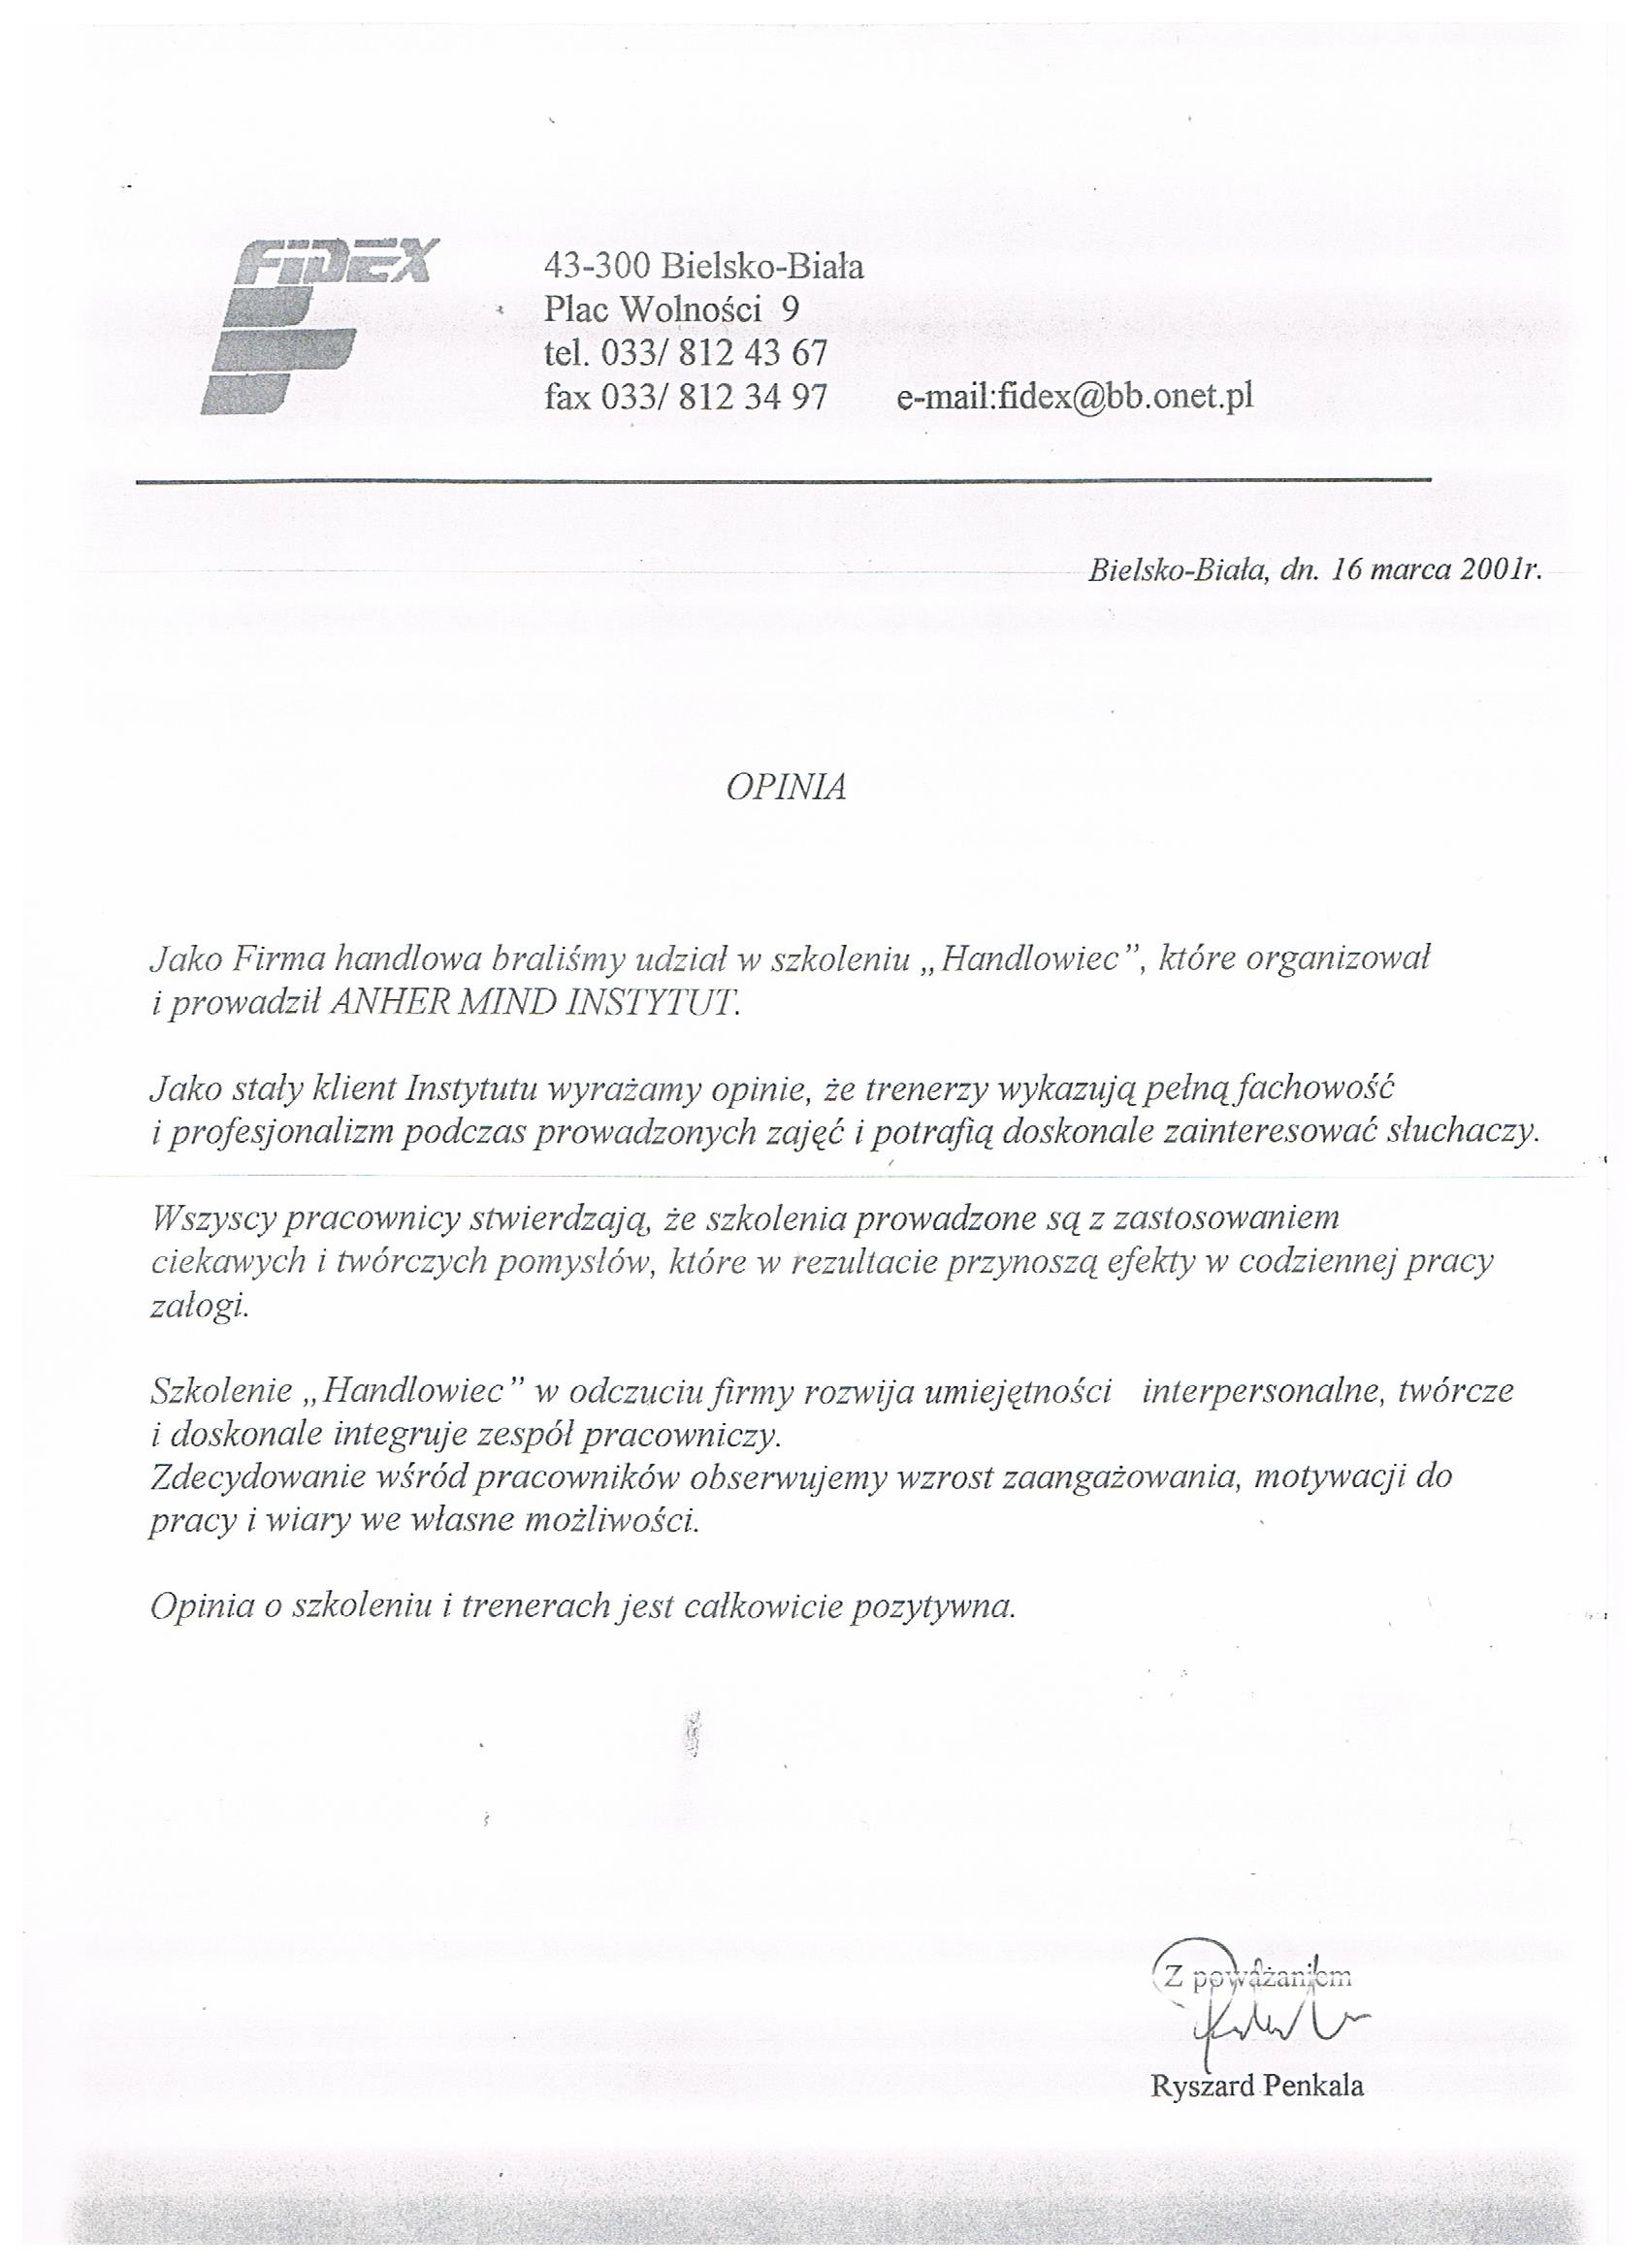 FIDEX
43-300 Bielsko-Biała
Plac Wolności 9
tel. 033/ 812 43 67
fax 033/ 812 34 97 e-mail:fidex@bb.onet.pl
Bielsko-Biała, dn. 16 marca 2001r.
OPINIA
Jako Firma handlowa braliśmy udział w szkoleniu „Handlowiec”, które organizował
i prowadził ANHER MIND INSTYTUT.
Jako stały klient Instytutu wyrażamy opinie, że trenerzy wykazują pełną fachowość
i profesjonalizm podczas prowadzonych zajęć i potrafią doskonale zainteresować słuchaczy.
Wszyscy pracownicy stwierdzają, że szkolenia prowadzone są z zastosowaniem
ciekawych i twórczych pomysłów, które w rezultacie przynoszą efekty w codziennej pracy
załogi.
Szkolenie „Handlowiec” w odczuciu firmy rozwija umiejętności interpersonalne, twórcze
i doskonale integruje zespół pracowniczy.
Zdecydowanie wśród pracowników obserwujemy wzrost zaangażowania, motywacji do
pracy i wiary we własne możliwości.
Opinia o szkoleniu i trenerach jest całkowicie pozytywna.
Z poważaniem
Ryszard Penkala